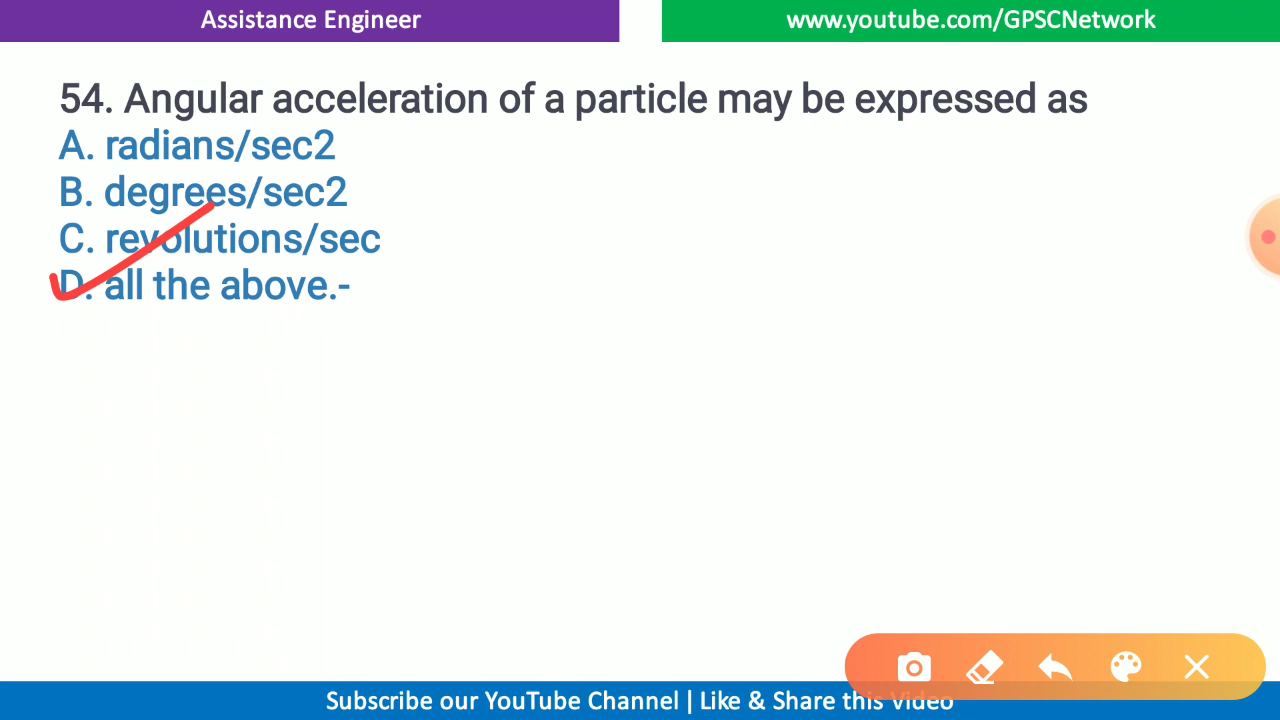 Assistance Engineer
www.youtube.com/GPSCNetwork
54. Angular acceleration of a particle may be expressed as
A. radians/sec2
B. degrees/sec2
C. revolutions/sec
D. all the above.-
Subscribe our YouTube Channel | Like & Share this Video